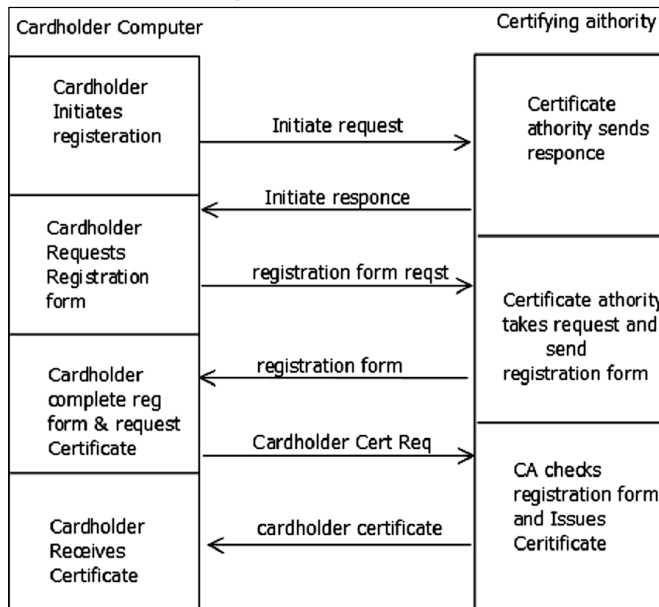 Cardholder Computer
Certifying aithority
Cardholder
Initiates
registeration
Initiate request
Certificate
athority sends
responce
Initiate responce
Cardholder
Requests
Registration
form
registration form reqst
Certificate athority
takes request and
send
registration form
registration form
Cardholder
complete reg
form & request
Certificate
Cardholder Cert Req
CA checks
registration form
and Issues
Ceritificate
cardholder certificate
Cardholder
Receives
Certificate